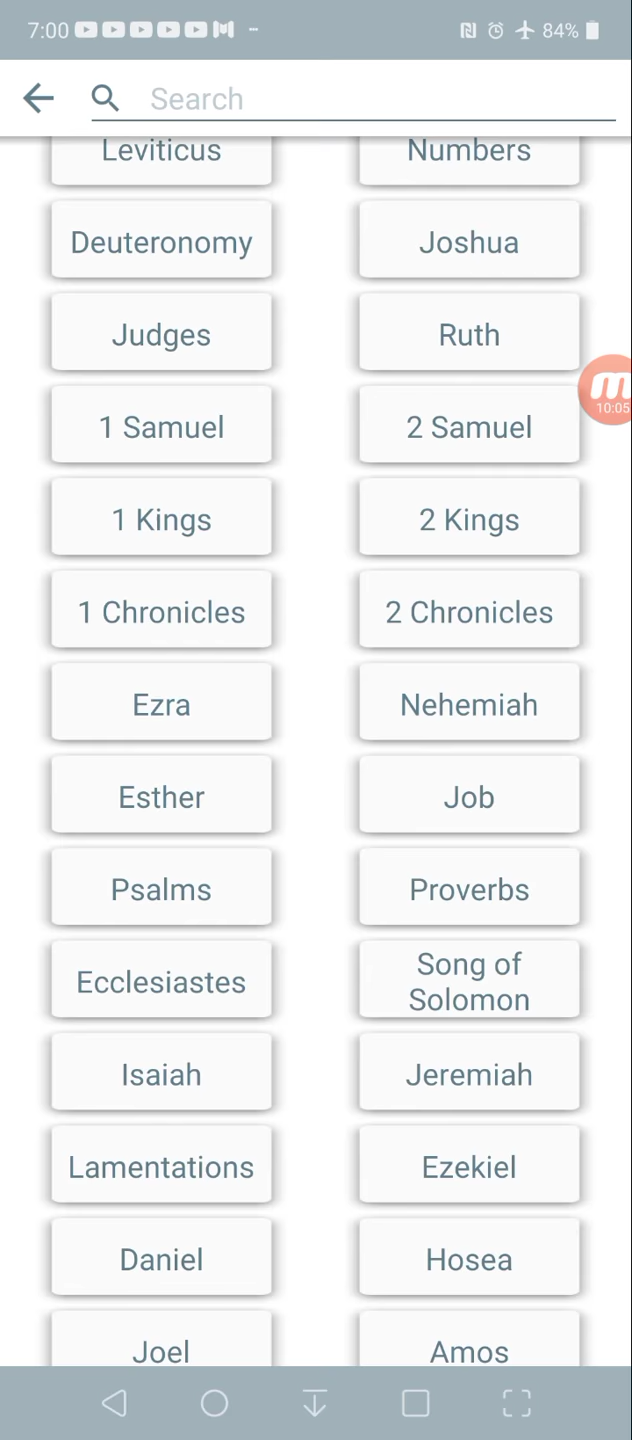 7:00
84%
Search
Leviticus
Numbers
Deuteronomy
Joshua
Judges
Ruth
10:05
1 Samuel
2 Samuel
1 Kings
2 Kings
1 Chronicles
2 Chronicles
Ezra
Nehemiah
Esther
Job
Psalms
Proverbs
Ecclesiastes
Song of
Solomon
Isaiah
Jeremiah
Lamentations
Ezekiel
Daniel
Hosea
Joel
Amos